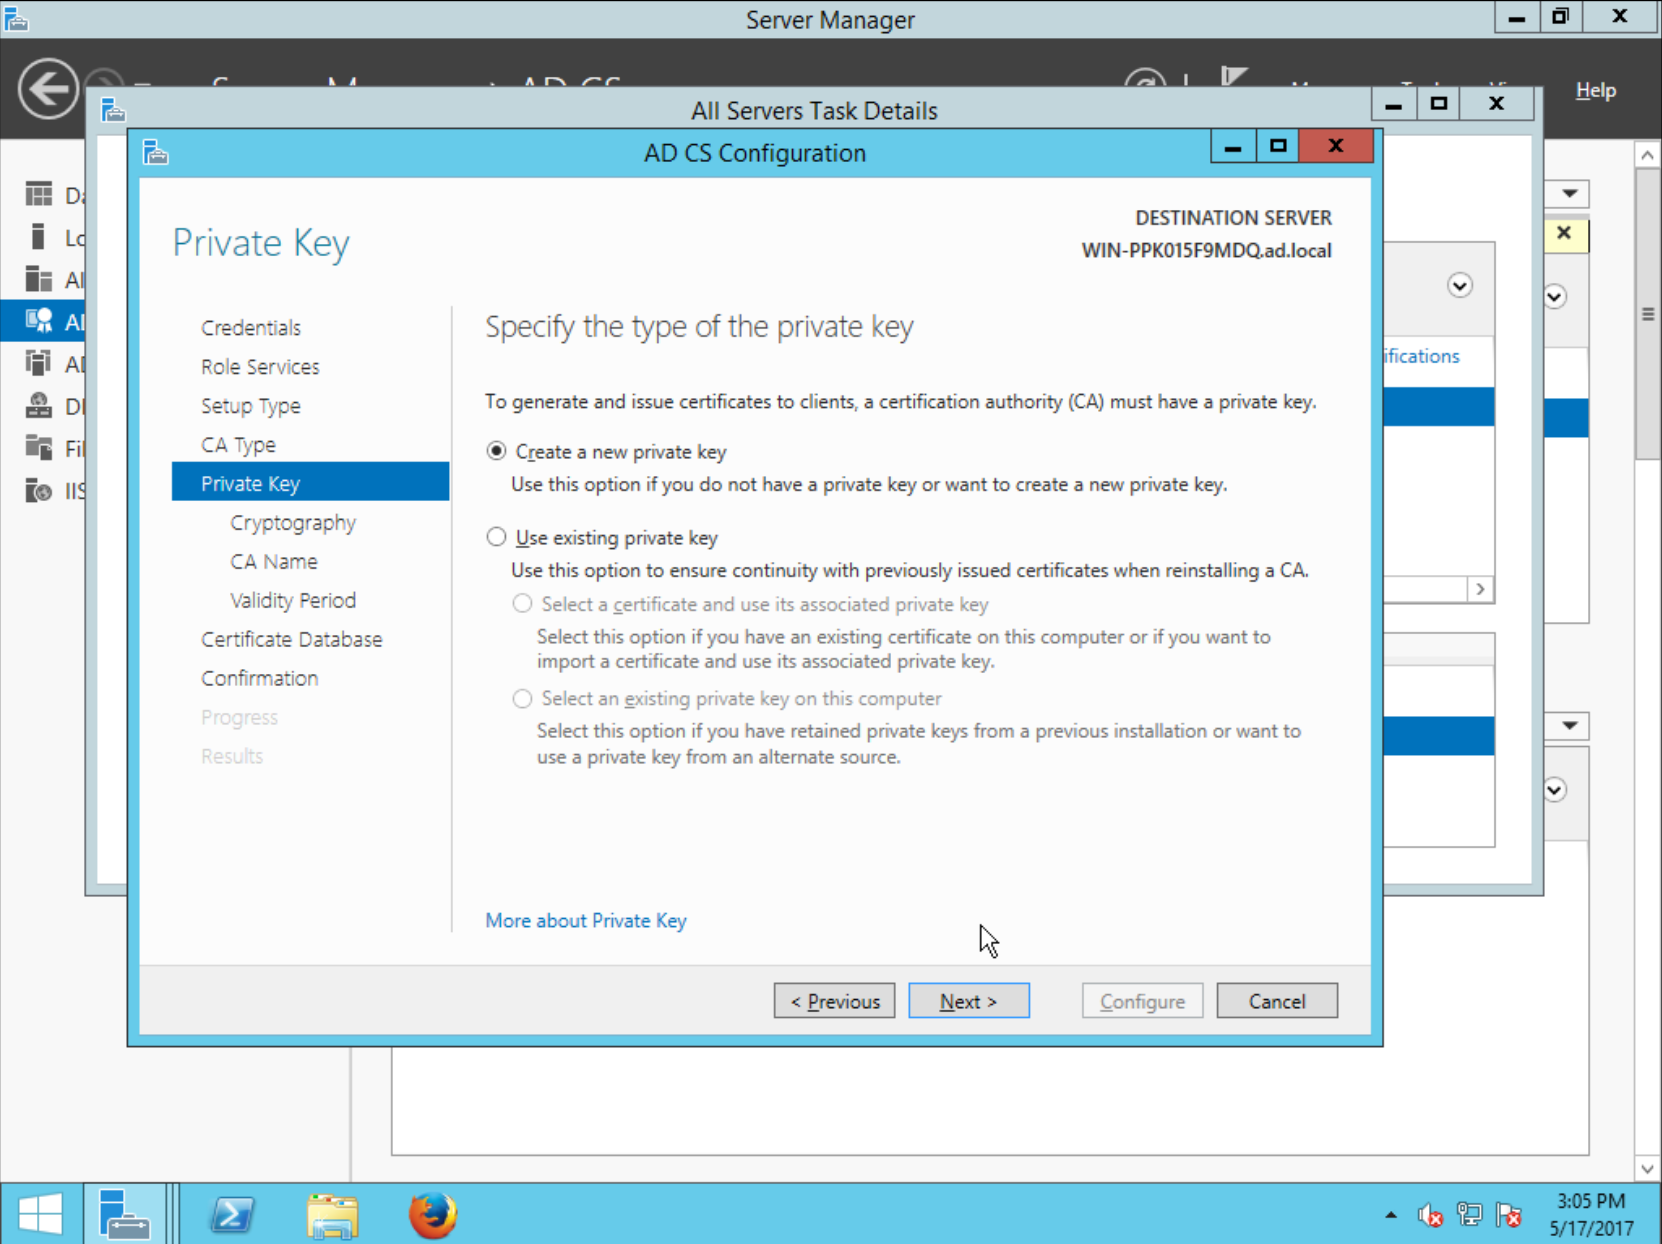 Server Manager
Help
All Servers Task Details
AD CS Configuration
Private Key
DESTINATION SERVER
WIN-PPK015F9MDQ.ad.local
Credentials
Role Services
Setup Type
CA Type
Private Key
Cryptography
CA Name
Validity Period
Certificate Database
Confirmation
Progress
Results
Specify the type of the private key
To generate and issue certificates to clients, a certification authority (CA) must have a private key.
Create a new private key
Use this option if you do not have a private key or want to create a new private key.
Use existing private key
Use this option to ensure continuity with previously issued certificates when reinstalling a CA.
Select a certificate and use its associated private key
Select this option if you have an existing certificate on this computer or if you want to
import a certificate and use its associated private key.
Select an existing private key on this computer
Select this option if you have retained private keys from a previous installation or want to
use a private key from an alternate source.
More about Private Key
< Previous
Next >
Configure
Cancel
IIS
ifications
3:05 PM
5/17/2017